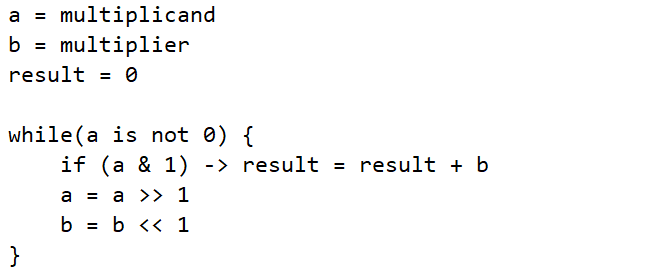 a = multiplicand
b = multiplier
result = 0

while(a is not 0) {
    if (a & 1) -> result = result + b
    a = a >> 1
    b = b << 1
}